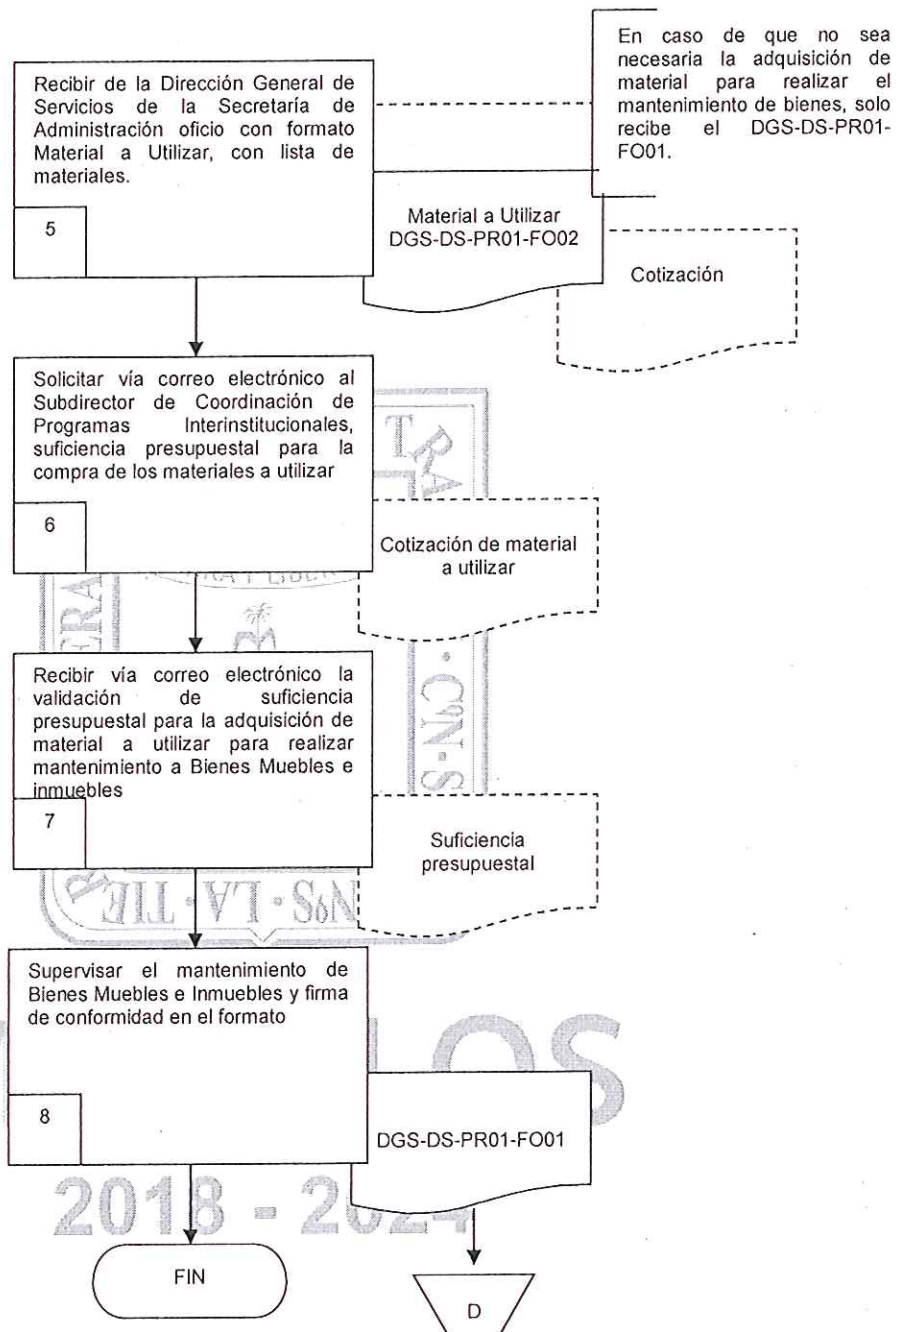 En caso de que no sea
necesaria la adquisición de
material para realizar el
mantenimiento de bienes, solo
recibe el DGS-DS-PR01-
FO01.
Recibir de la Dirección General de
Servicios de la Secretaría de
Administración oficio con formato
Material a Utilizar, con lista de
materiales.
5
Material a Utilizar
DGS-DS-PR01-FO02
Cotización
Solicitar vía correo electrónico al
Subdirector de Coordinación de
Programas Interinstitucionales,
suficiencia presupuestal para la
compra de los materiales a utilizar
6
Cotización de material
a utilizar
Recibir vía correo electrónico la
validación de suficiencia
presupuestal para la adquisición de
material a utilizar para realizar
mantenimiento a Bienes Muebles e
inmuebles
7
Suficiencia
presupuestal
NOS · LA · TIE
Supervisar el mantenimiento de
Bienes Muebles e Inmuebles y firma
de conformidad en el formato
8
DGS-DS-PR01-FO01
2018 - 2024
FIN
D